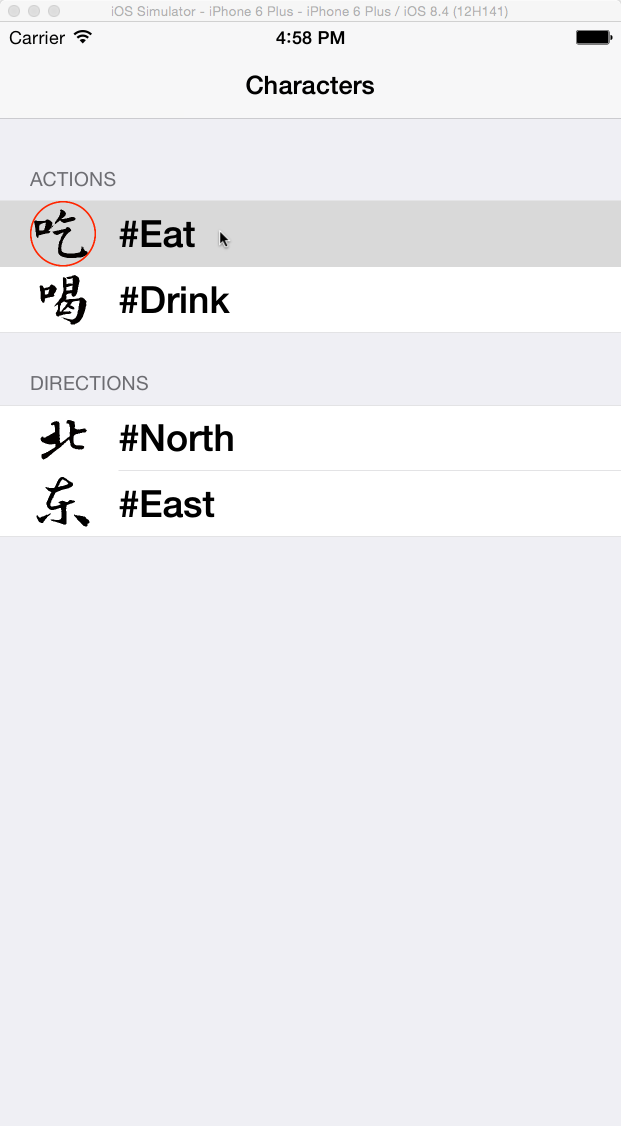 iOS Simulator - iPhone 6 Plus - iPhone 6 Plus / iOS 8.4 (12H141)
Carrier 4:58 PM
Characters
ACTIONS
吃 #Eat
喝 #Drink
DIRECTIONS
北 #North
东 #East